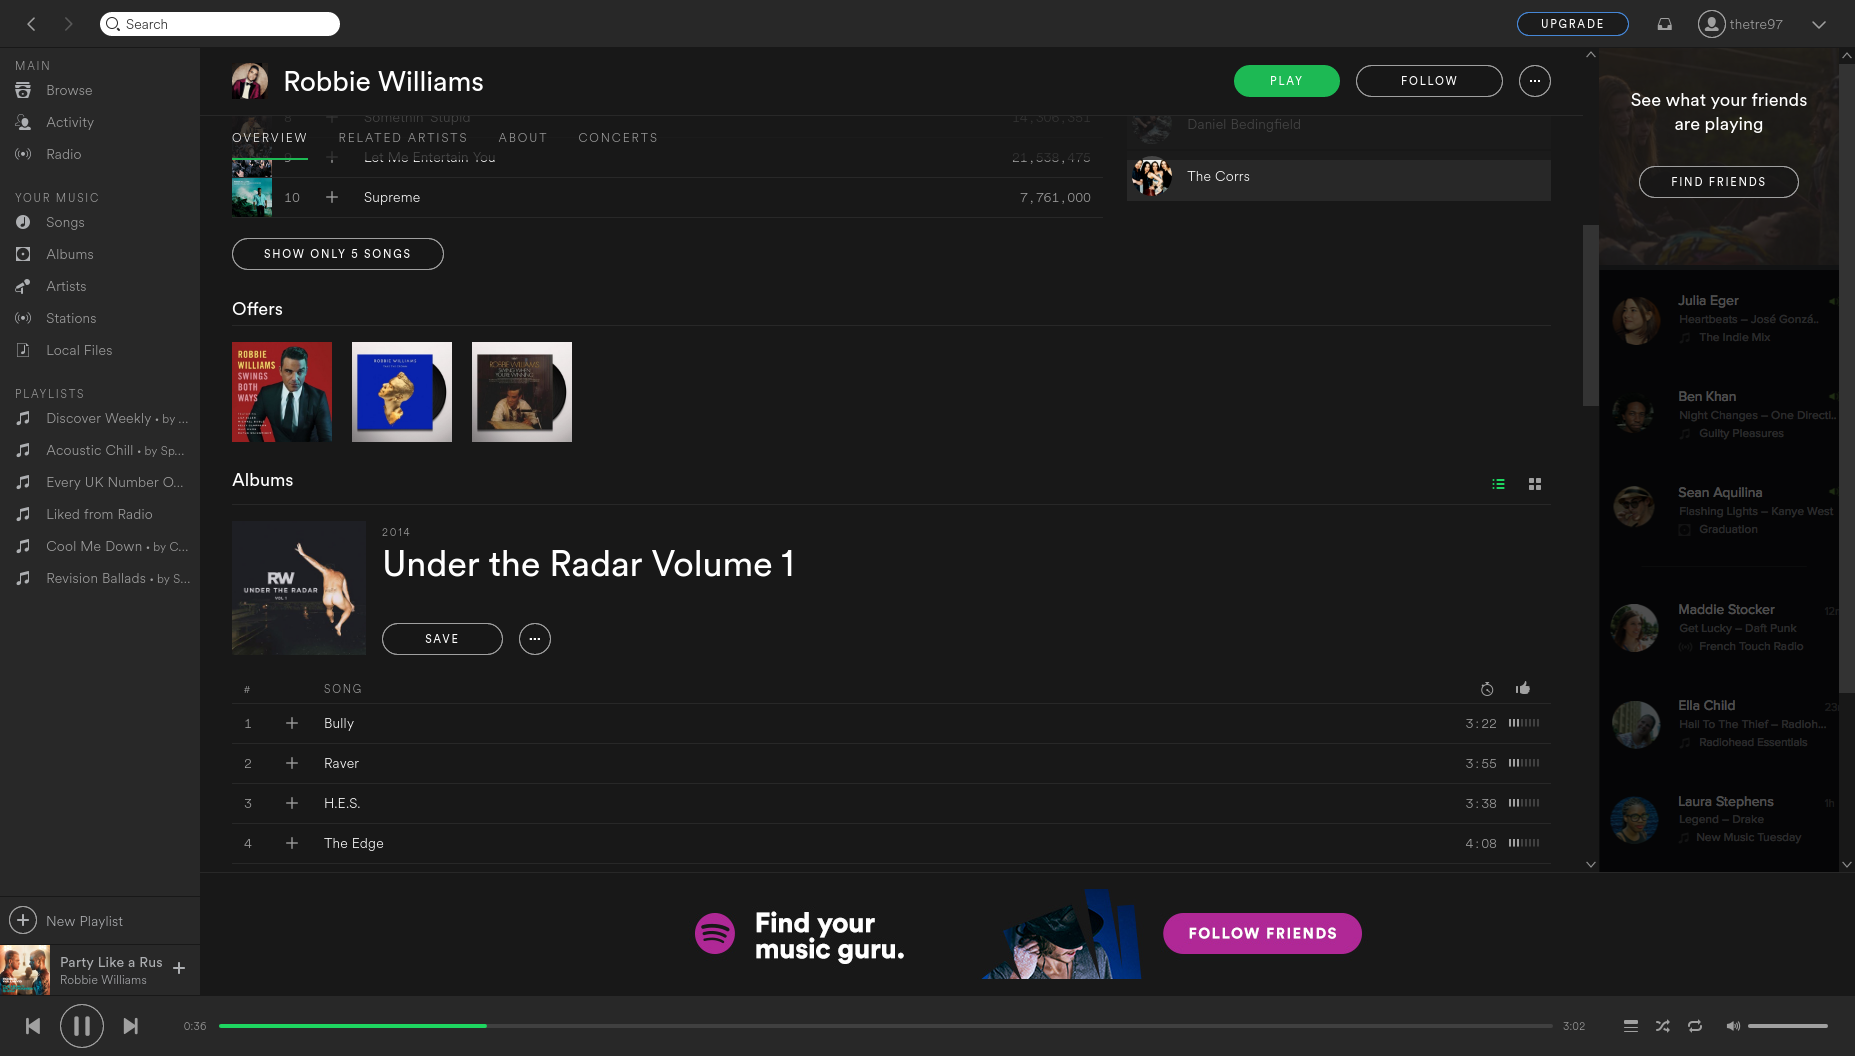 Search
UPGRADE
thetre97
MAIN
Browse
Activity
Radio
YOUR MUSIC
Songs
Albums
Artists
Stations
Local Files
PLAYLISTS
Discover Weekly • by ...
Acoustic Chill • by Sp...
Every UK Number O...
Liked from Radio
Cool Me Down • by C...
Revision Ballads • by S...
New Playlist
Party Like a Rus
Robbie Williams
Robbie Williams
PLAY
FOLLOW
8 Somethin' Stupid 14,306,351
OVERVIEW RELATED ARTISTS ABOUT CONCERTS
9 Let Me Entertain You 21,538,475
10 Supreme 7,761,000
Daniel Bedingfield
The Corrs
SHOW ONLY 5 SONGS
Offers
ROBBIE
WILLIAMS
SWINGS
BOTH
WAYS
ROBBIE WILLIAMS
ROBBIE WILLIAMS
SWING WHEN
YOU'RE WINNING
Albums
RW
UNDER THE RADAR
VOL 1
2014
Under the Radar Volume 1
SAVE
# SONG
1 Bully 3:22
2 Raver 3:55
3 H.E.S. 3:38
4 The Edge 4:08
See what your friends
are playing
FIND FRIENDS
Julia Eger
Heartbeats – José Gonzá..
The Indie Mix
Ben Khan
Night Changes – One Directi..
Guilty Pleasures
Sean Aquilina
Flashing Lights – Kanye West
Graduation
Maddie Stocker 12m
Get Lucky – Daft Punk
French Touch Radio
Ella Child 23
Hail To The Thief – Radioh...
Radiohead Essentials
Laura Stephens 1h
Legend – Drake
New Music Tuesday
Find your
music guru.
FOLLOW FRIENDS
0:36
3:02